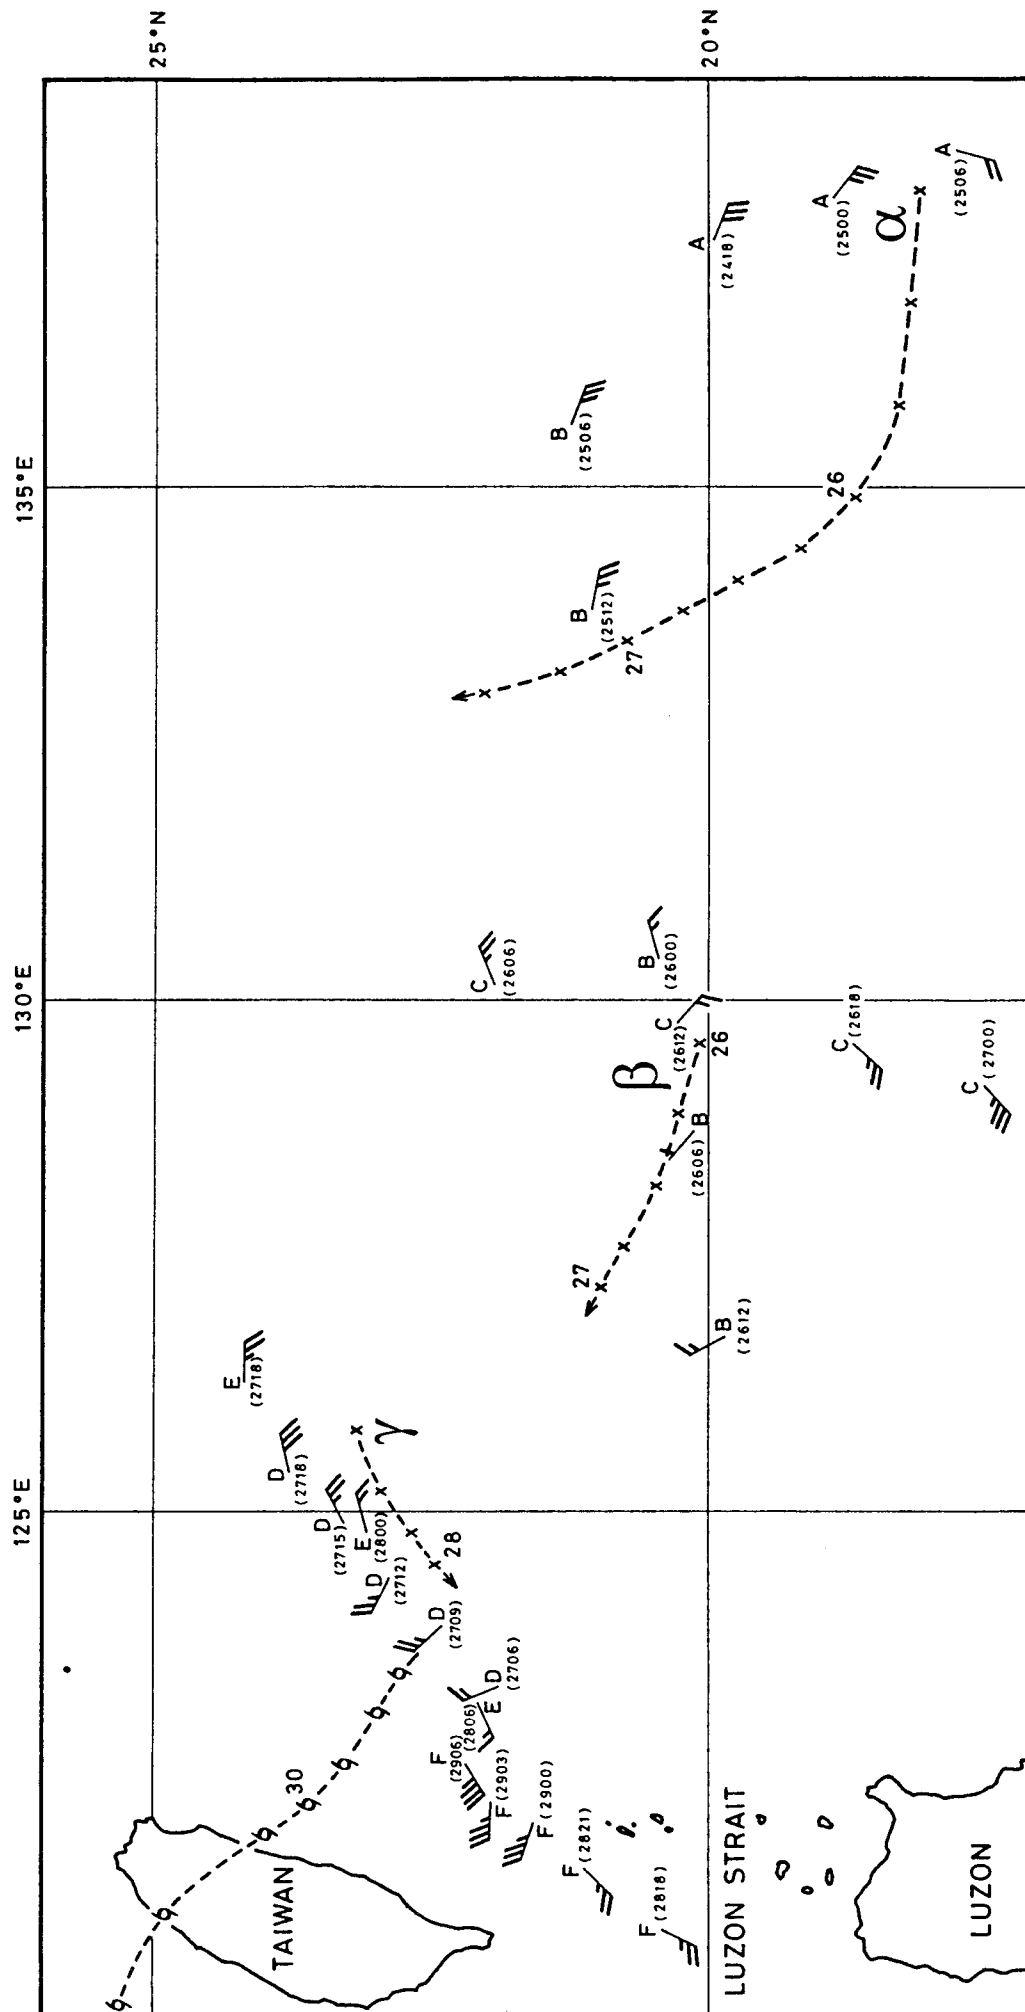 25°N
20°N
135°E
130°E
125°E
A
(2418)
A
(2500)
A
(2506)
α
B
(2506)
B
(2512)
26
27
C
(2606)
B
(2600)
C
(2612)
26
β
B
(2606)
27
B
(2612)
C (2618)
C (2700)
E
(2718)
D
(2718)
γ
D
(2715)
E
(2800)
D
(2712)
28
D
(2709)
D
(2706)
E
(2806)
F
(2906)
F (2903)
F (2900)
F (2821)
F (2818)
30
TAIWAN
LUZON STRAIT
LUZON